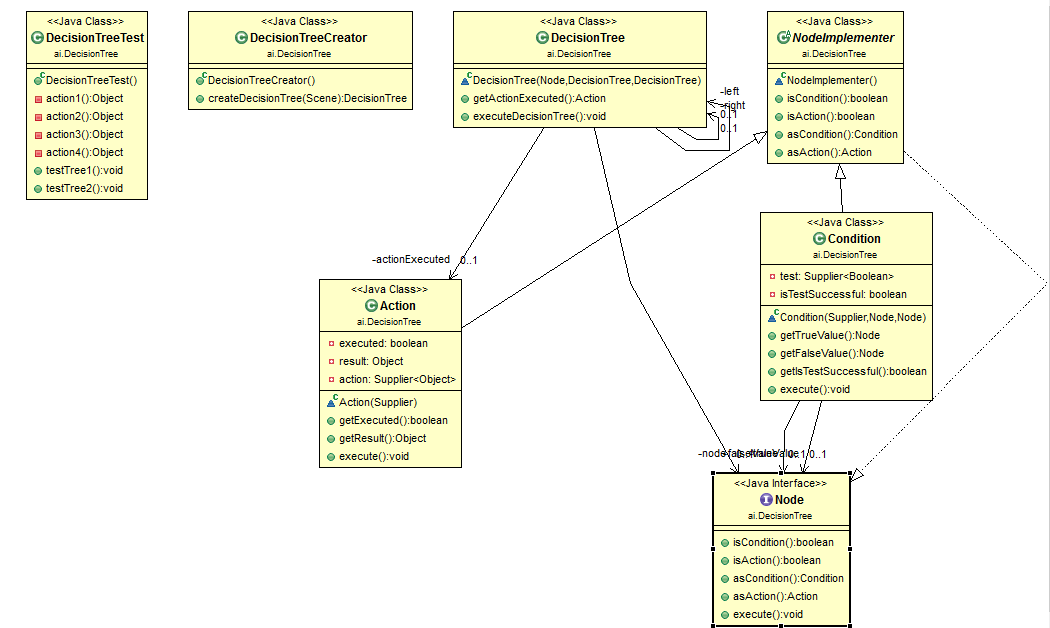 <<Java Class>>
DecisionTreeTest
ai.DecisionTree
DecisionTreeTest()
action1():Object
action2():Object
action3():Object
action4():Object
testTree1():void
testTree2():void
<<Java Class>>
DecisionTreeCreator
ai.DecisionTree
DecisionTreeCreator()
createDecisionTree(Scene):DecisionTree
<<Java Class>>
DecisionTree
ai.DecisionTree
DecisionTree(Node,DecisionTree,DecisionTree)
getActionExecuted():Action
executeDecisionTree():void
-left
-right
0..1
0..1
<<Java Class>>
NodeImplementer
ai.DecisionTree
NodeImplementer()
isCondition():boolean
isAction():boolean
asCondition():Condition
asAction():Action
<<Java Class>>
Condition
ai.DecisionTree
test: Supplier<Boolean>
isTestSuccessful: boolean
Condition(Supplier,Node,Node)
getTrueValue():Node
getFalseValue():Node
getIsTestSuccessful():boolean
execute():void
-actionExecuted 0..1
<<Java Class>>
Action
ai.DecisionTree
executed: boolean
result: Object
action: Supplier<Object>
Action(Supplier)
getExecuted():boolean
getResult():Object
execute():void
-node 0..1 0..1
<<Java Interface>>
Node
ai.DecisionTree
isCondition():boolean
isAction():boolean
asCondition():Condition
asAction():Action
execute():void